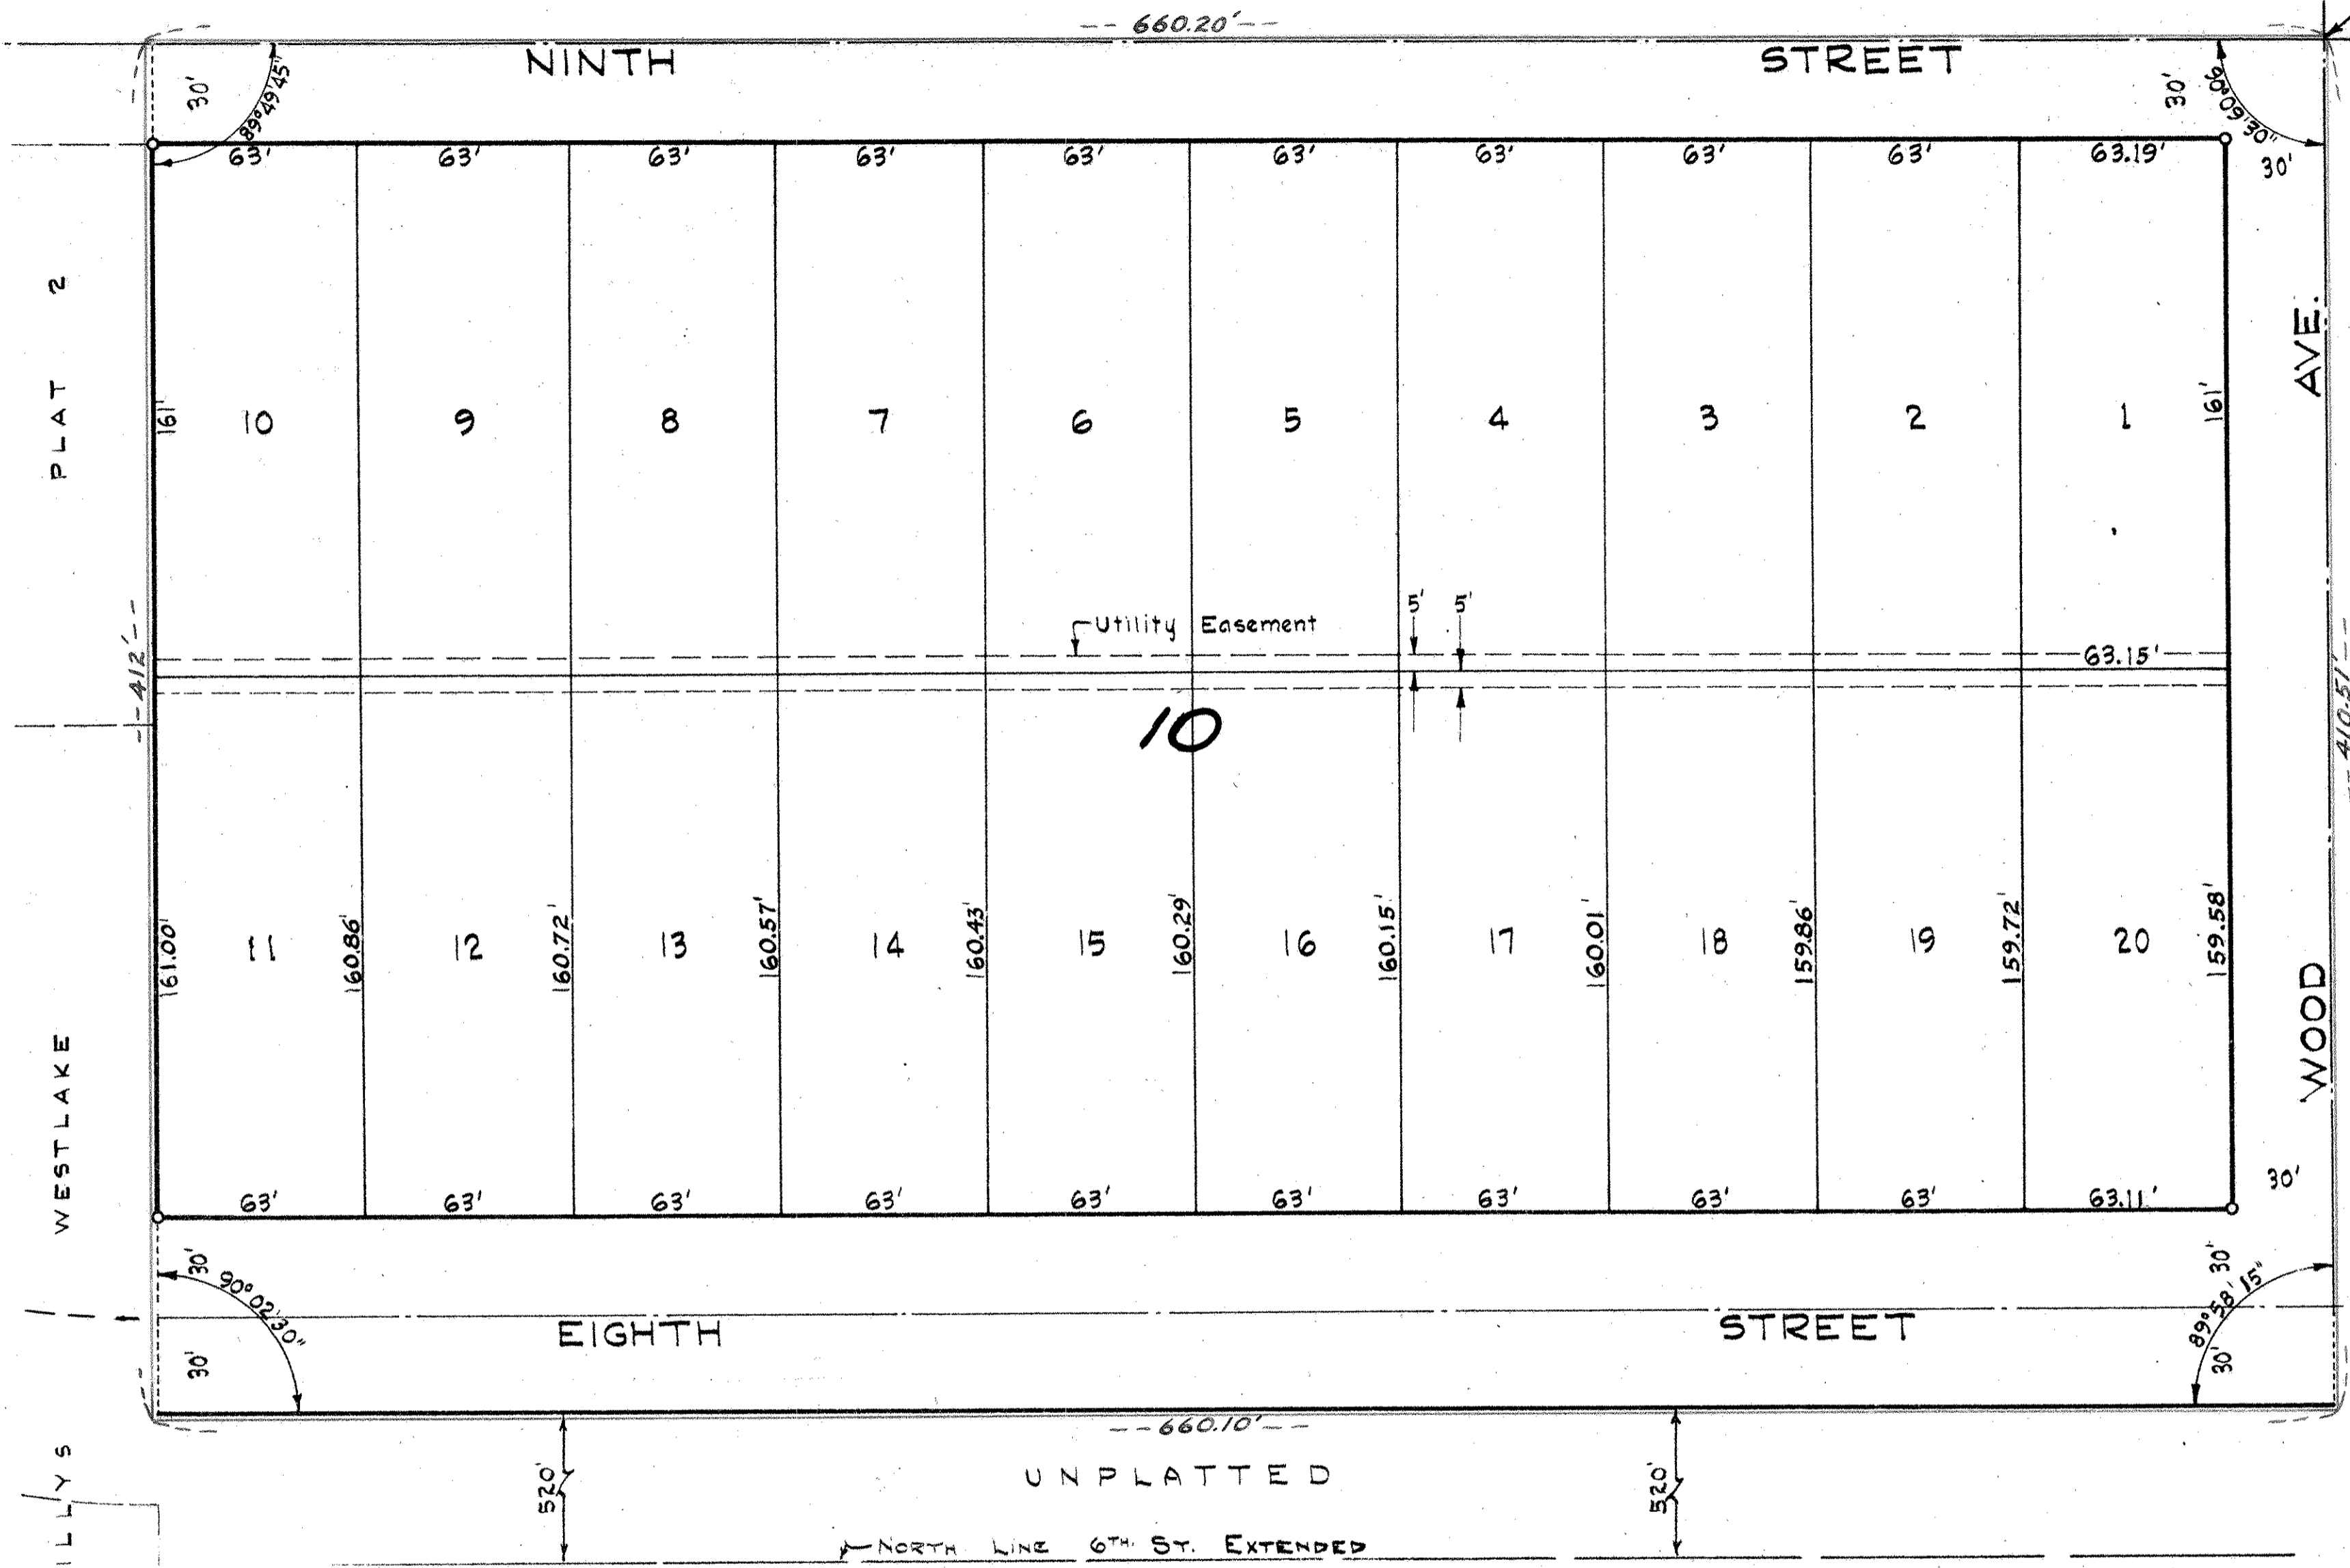 -- 660.20' --
NINTH STREET
30' 89°49'45" 30' 90°09'30"
63' 63' 63' 63' 63' 63' 63' 63' 63' 63.19' 30'
PLAT 2
AVE.
161' 10 9 8 7 6 5 4 3 2 1 161'
5' 5'
Utility Easement
--412'--
63.15'
--410.51'--
10
161.00' 11 160.86' 12 160.72' 13 160.57' 14 160.43' 15 160.29' 16 160.15' 17 160.01' 18 159.86' 19 159.72' 20 159.58'
WOOD
WESTLAKE
63' 63' 63' 63' 63' 63' 63' 63' 63' 63.11' 30'
30' 90°02'30" 30' 89°58'15"
EIGHTH STREET
30' 30'
--660.10'--
UNPLATTED
520' 520'
ILLYS
NORTH LINE 6TH ST. EXTENDED